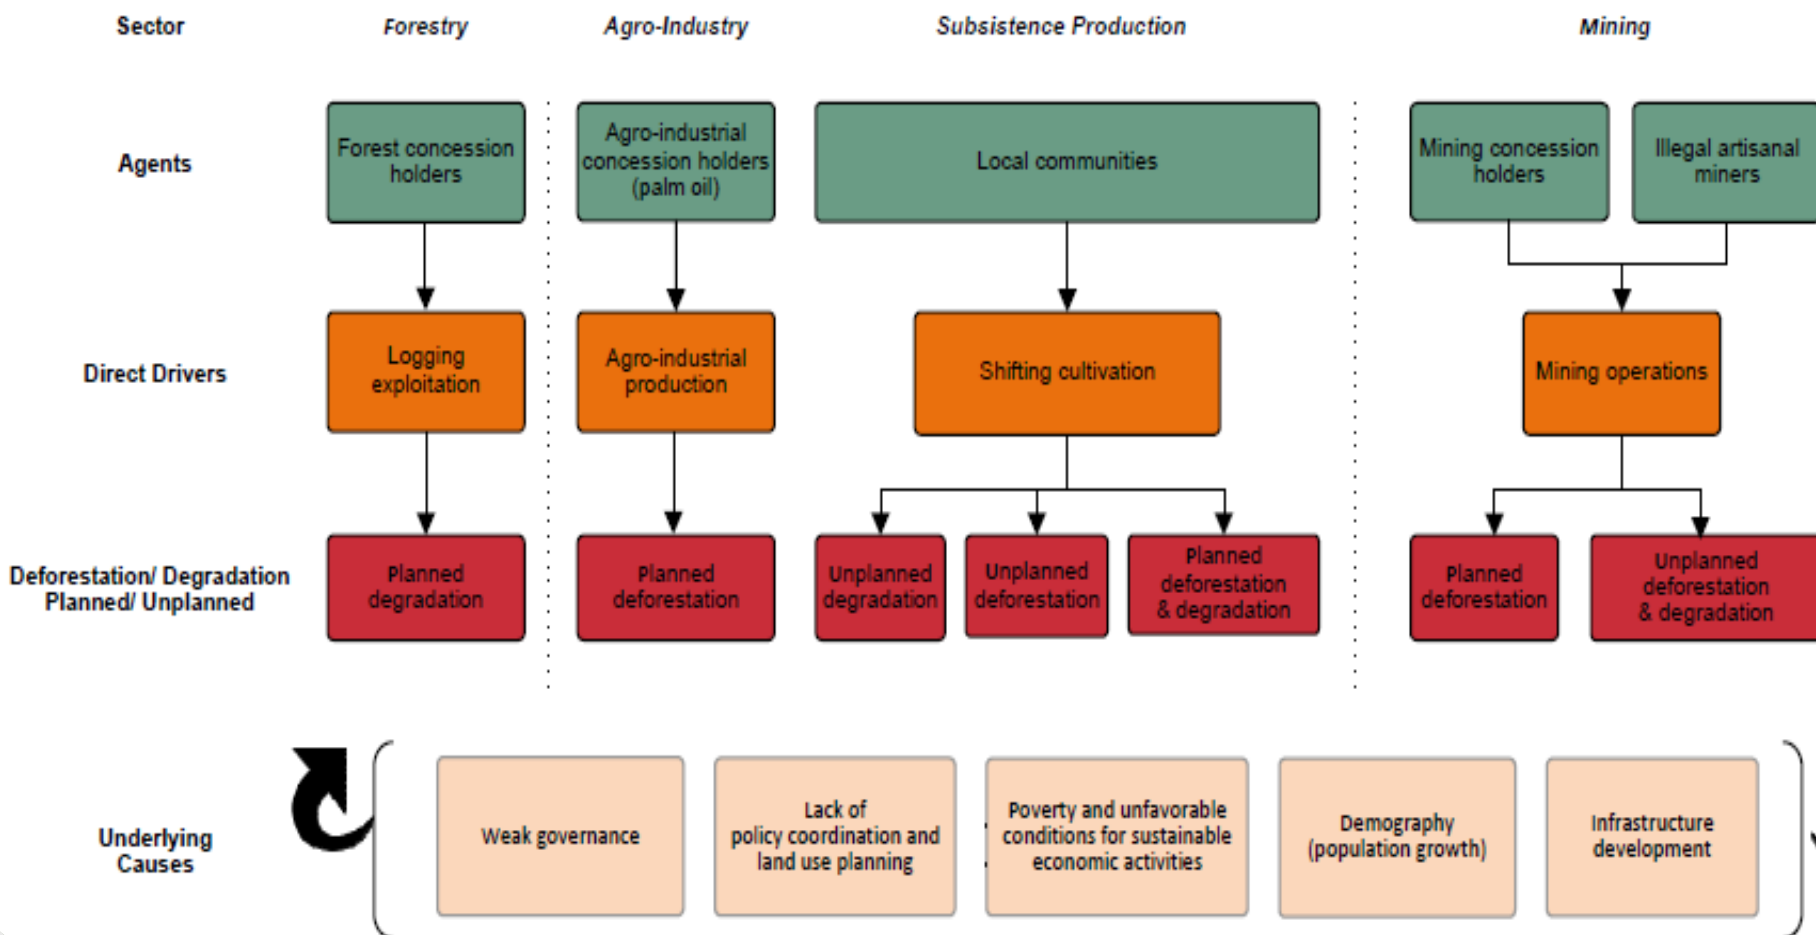 Sector
Forestry
Agro-Industry
Subsistence Production
Mining
Agents
Forest concession
holders
Agro-industrial
concession holders
(palm oil)
Local communities
Mining concession
holders
Illegal artisanal
miners
Direct Drivers
Logging
exploitation
Agro-industrial
production
Shifting cultivation
Mining operations
Deforestation/ Degradation
Planned/ Unplanned
Planned
degradation
Planned
deforestation
Unplanned
degradation
Unplanned
deforestation
Planned
deforestation
& degradation
Planned
deforestation
Unplanned
deforestation
& degradation
Underlying
Causes
Weak governance
Lack of
policy coordination and
land use planning
Poverty and unfavorable
conditions for sustainable
economic activities
Demography
(population growth)
Infrastructure
development